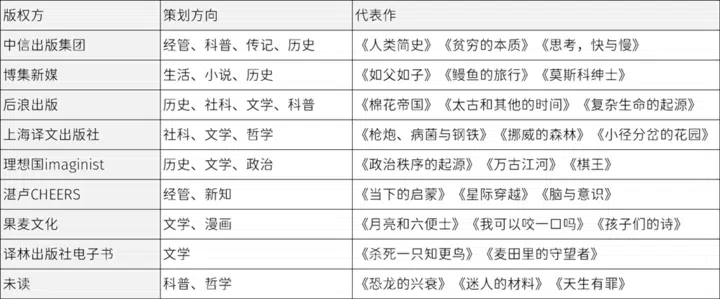 版权方 策划方向 代表作
中信出版集团 经管、科普、传记、历史 《人类简史》《贫穷的本质》《思考，快与慢》
博集新媒 生活、小说、历史 《如父如子》《鳗鱼的旅行》《莫斯科绅士》
后浪出版 历史、社科、文学、科普 《棉花帝国》《太古和其他的时间》《复杂生命的起源》
上海译文出版社 社科、文学、哲学 《枪炮、病菌与钢铁》《挪威的森林》《小径分岔的花园》
理想国imaginist 历史、文学、政治 《政治秩序的起源》《万古江河》《棋王》
湛卢CHEERS 经管、新知 《当下的启蒙》《星际穿越》《脑与意识》
果麦文化 文学、漫画 《月亮和六便士》《我可以咬一口吗》《孩子们的诗》
译林出版社电子书 文学 《杀死一只知更鸟》《麦田里的守望者》
未读 科普、哲学 《恐龙的兴衰》《迷人的材料》《天生有罪》